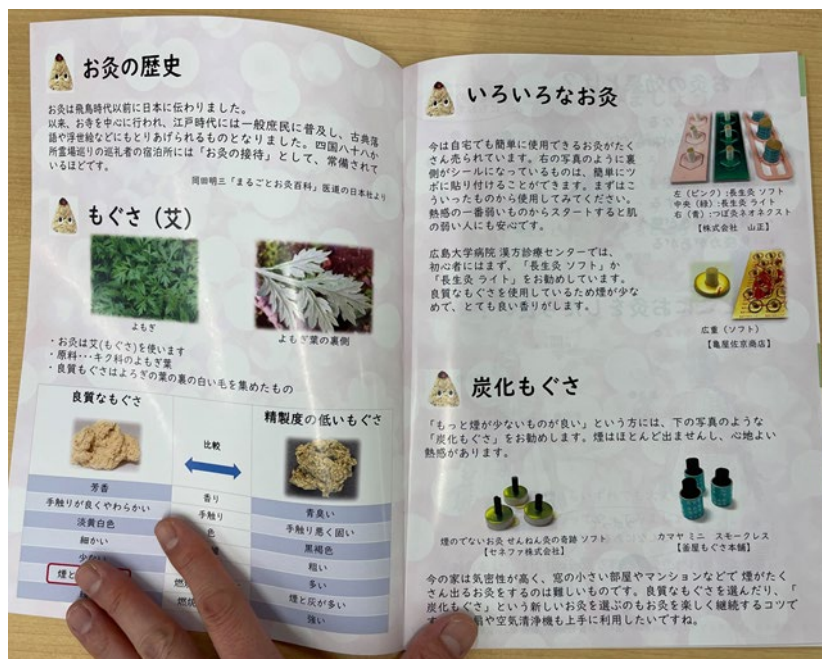 お灸の歴史
お灸は飛鳥時代以前に日本に伝わりました。
以来、お寺を中心に行われ、江戸時代には一般庶民に普及し、古典落
語や浮世絵などにもとりあげられるものとなりました。四国八十八か
所霊場巡りの巡礼者の宿泊所には「お灸の接待」として、常備されて
いるほどです。
岡田明三『まるごとお灸百科』医道の日本社より
もぐさ(艾)
よもぎ
よもぎ葉の裏側
・お灸は艾(もぐさ)を使います
・原料・・・キク科のよもぎ葉
・良質もぐさはよろぎの葉の裏の白い毛を集めたもの
良質なもぐさ
比較
精製度の低いもぐさ
芳香
香り
青臭い
手触りが良くやわらかい
手触り
手触り悪く固い
淡黄白色
色
黒褐色
細かい
粗い
少ない
多い
煙と
燃
煙と灰が多い
燃焼
強い
いろいろなお灸
今は自宅でも簡単に使用できるお灸がたく
さん売られています。右の写真のように裏
側がシールになっているものは、簡単にツ
ボに貼り付けることができます。まずはこ
ういったものから使用してみてください。
熱感の一番弱いものからスタートすると肌
の弱い人にも安心です。
左(ピンク):長生灸 ソフト
中央(緑):長生灸 ライト
右(青):つぼ灸ネオネクスト
【株式会社 山正】
広島大学病院 漢方診療センターでは、
初心者にはまず、「長生灸 ソフト」か
「長生灸 ライト」をお勧めしています。
良質なもぐさを使用しているため煙が少な
めで、とても良い香りがします。
広重(ソフト)
【亀屋佐京商店】
炭化もぐさ
「もっと煙が少ないものが良い」という方には、下の写真のような
「炭化もぐさ」をお勧めします。煙はほとんど出ませんし、心地よい
熱感があります。
煙のでないお灸 せんねん灸の奇跡 ソフト
【セネファ株式会社】
カマヤ ミニ スモークレス
【釜屋もぐさ本舗】
今の家は気密性が高く、窓の小さい部屋やマンションなどで 煙がたく
さん出るお灸をするのは難しいものです。良質なもぐさを選んだり、「
炭化もぐさ」という新しいお灸を選ぶのもお灸を楽しく継続するコツで
す 扇や空気清浄機も上手に利用したいですね。